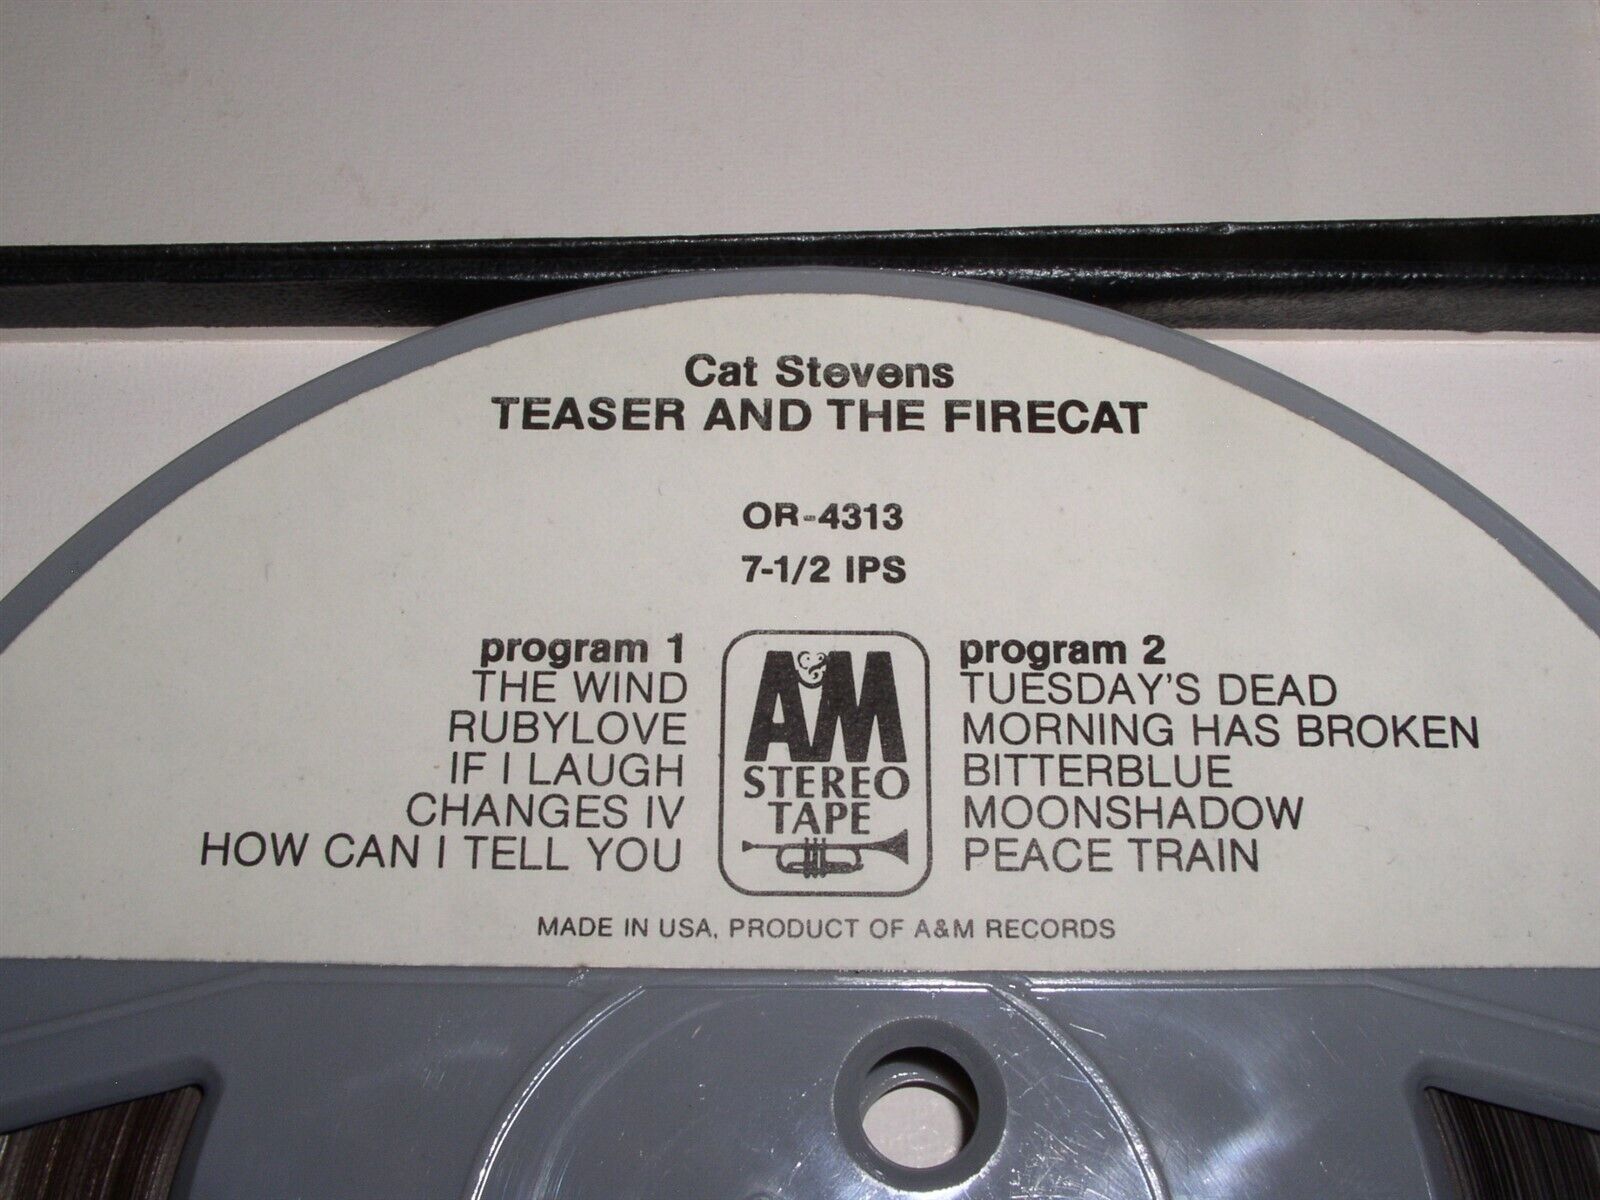 Cat Stevens
TEASER AND THE FIRECAT
OR-4313
7-1/2 IPS
program 1
THE WIND
RUBYLOVE
IF I LAUGH
CHANGES IV
HOW CAN I TELL YOU
A&M
STEREO
TAPE
program 2
TUESDAY'S DEAD
MORNING HAS BROKEN
BITTERBLUE
MOONSHADOW
PEACE TRAIN
MADE IN USA, PRODUCT OF A&M RECORDS